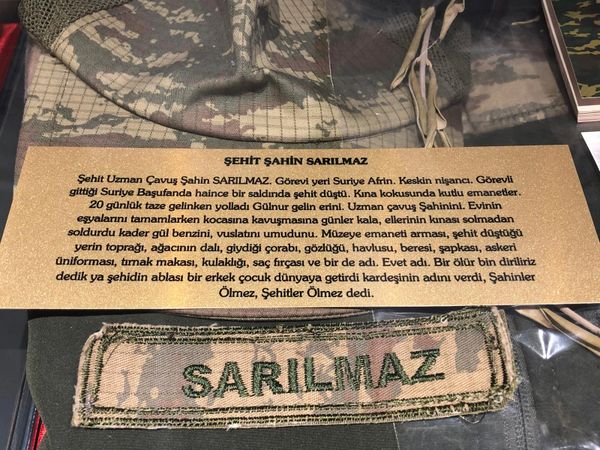 ŞEHİT ŞAHİN SARILMAZ
Şehit Uzman Çavuş Şahin SARILMAZ. Görevi yeri Suriye Afrin. Keskin nişancı. Görevli
gittiği Suriye Başufanda haince bir saldırıda şehit düştü. Kına kokusunda kutlu emanetler.
20 günlük taze gelinken yolladı Gülnur gelin erini. Uzman çavuş Şahinini. Evinin
eşyalarını tamamlarken kocasına kavuşmasına günler kala, ellerinin kınası solmadan
soldurdu kader gül benzini, vuslatını umudunu. Müzeye emaneti arması, şehit düştüğü
yerin toprağı, ağacının dalı, giydiği çorabı, gözlüğü, havlusu, beresi, şapkası, askeri
üniforması, tırnak makası, kulaklığı, saç fırçası ve bir de adı. Evet adı. Bir ölür bin diriliriz
dedik ya şehidin ablası bir erkek çocuk dünyaya getirdi kardeşinin adını verdi, Şahinler
Ölmez, Şehitler Ölmez dedi.
SARILMAZ